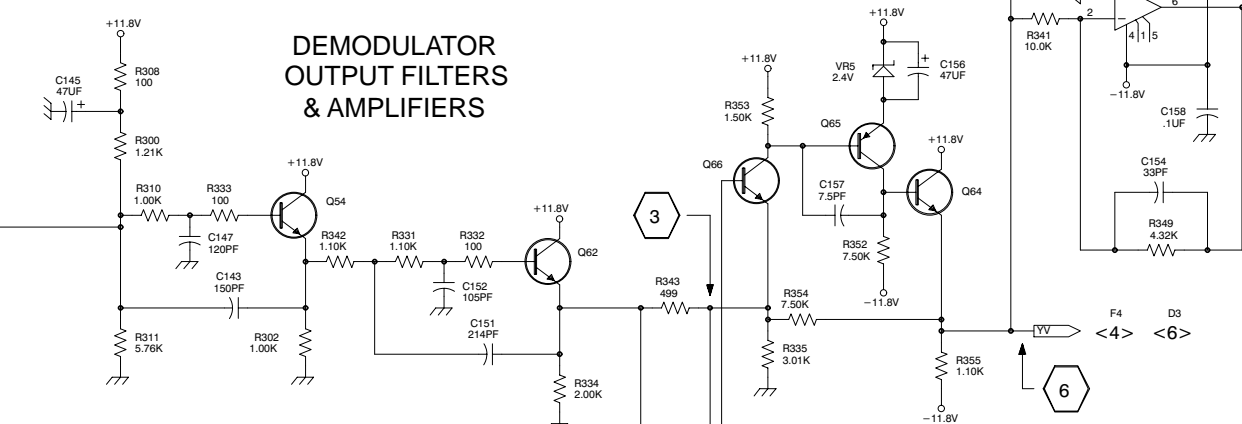 DEMODULATOR
OUTPUT FILTERS
& AMPLIFIERS
+11.8V
R308
100
C145
47UF
+
R300
1.21K
R310
1.00K
R333
100
+11.8V
Q54
C147
120PF
C143
150PF
R311
5.76K
R302
1.00K
R342
1.10K
R331
1.10K
R332
100
+11.8V
Q62
C152
105PF
C151
214PF
R334
2.00K
3
R343
499
+11.8V
R353
1.50K
Q66
+11.8V
VR5
2.4V
+
C156
47UF
Q65
C157
7.5PF
R352
7.50K
−11.8V
+11.8V
Q64
R354
7.50K
R335
3.01K
R355
1.10K
−11.8V
R341
10.0K
2
−
6
4
1
5
−11.8V
C158
.1UF
C154
33PF
R349
4.32K
YV
F4
<4>
D3
<6>
6